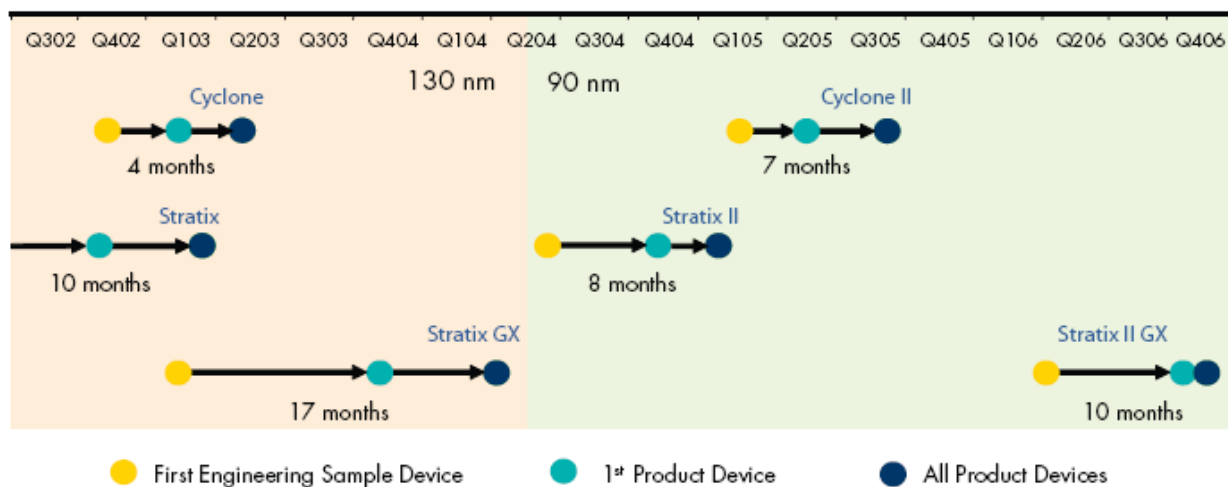 Q302 Q402 Q103 Q203 Q303 Q404 Q104 Q204 Q304 Q404 Q105 Q205 Q305 Q405 Q106 Q206 Q306 Q406
130 nm 90 nm
Cyclone Cyclone II
4 months 7 months
Stratix Stratix II
10 months 8 months
Stratix GX Stratix II GX
17 months 10 months
First Engineering Sample Device 1st Product Device All Product Devices